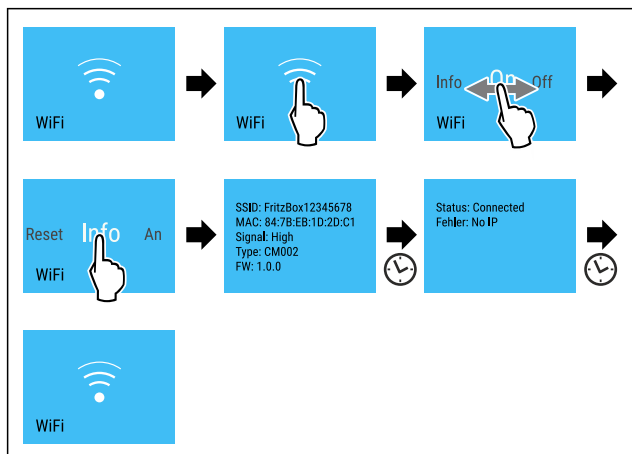 WiFi
WiFi
Info On Off
WiFi
Reset Info An
WiFi
SSID: FritzBox12345678
MAC: 84:7B:EB:1D:2D:C1
Signal: High
Type: CM002
FW: 1.0.0
Status: Connected
Fehler: No IP
WiFi